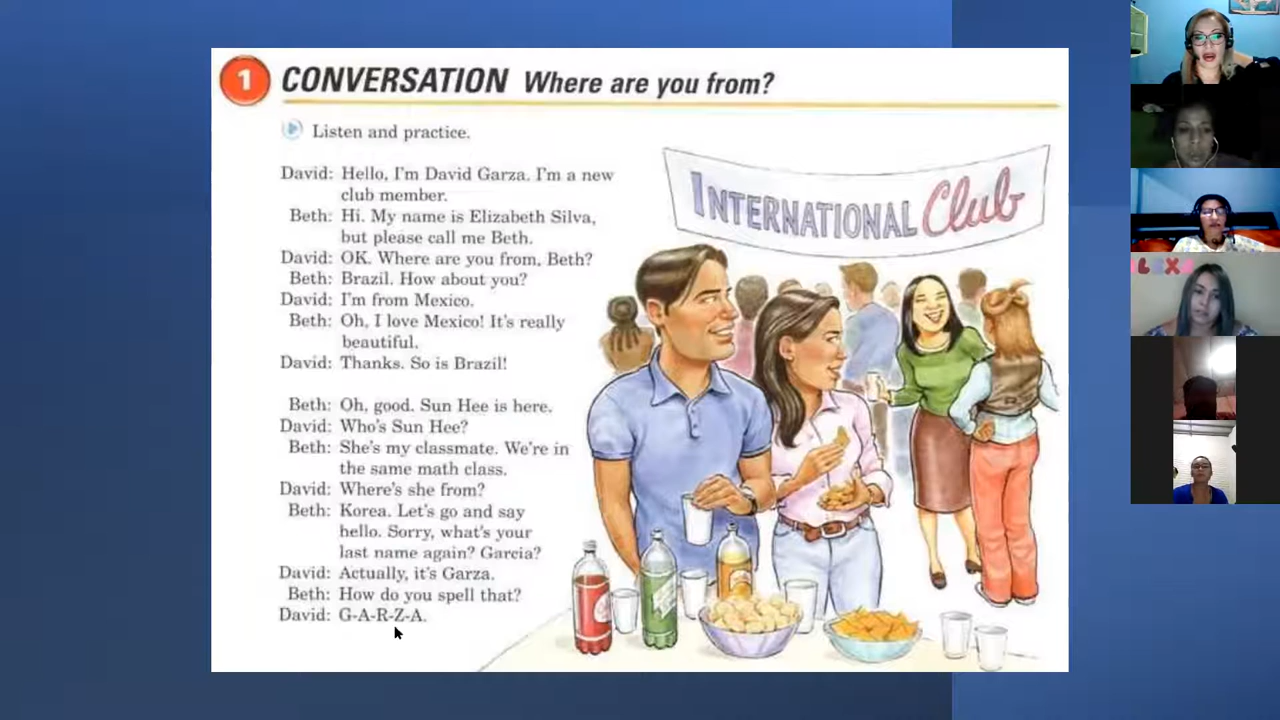 1 CONVERSATION Where are you from?
Listen and practice.
David: Hello, I'm David Garza. I'm a new
club member.
Beth: Hi. My name is Elizabeth Silva,
but please call me Beth.
David: OK. Where are you from, Beth?
Beth: Brazil. How about you?
David: I'm from Mexico.
Beth: Oh, I love Mexico! It's really
beautiful.
David: Thanks. So is Brazil!
Beth: Oh, good. Sun Hee is here.
David: Who's Sun Hee?
Beth: She's my classmate. We're in
the same math class.
David: Where's she from?
Beth: Korea. Let's go and say
hello. Sorry, what's your
last name again? Garcia?
David: Actually, it's Garza.
Beth: How do you spell that?
David: G-A-R-Z-A.
INTERNATIONAL Club